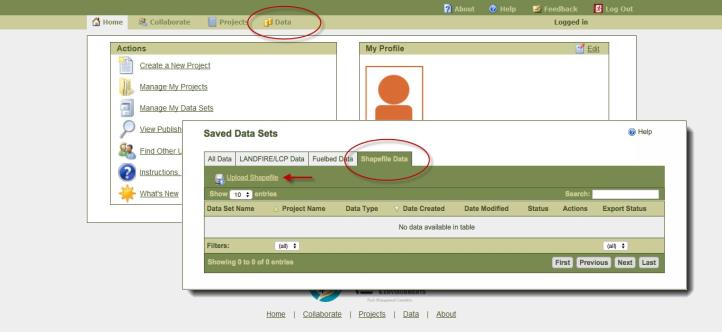 About Help Feedback Log Out
Home Collaborate Projects Data Logged in
Actions
Create a New Project
Manage My Projects
Manage My Data Sets
View Publish
Find Other U
Instructions,
What's New
My Profile Edit
Saved Data Sets Help
All Data LANDFIRE/LCP Data Fuelbed Data Shapefile Data
Upload Shapefile
Show 10 entries Search:
Data Set Name Project Name Data Type Date Created Date Modified Status Actions Export Status
No data available in table
Filters: (all) (all)
Showing 0 to 0 of 0 entries First Previous Next Last
Home | Collaborate | Projects | Data | About